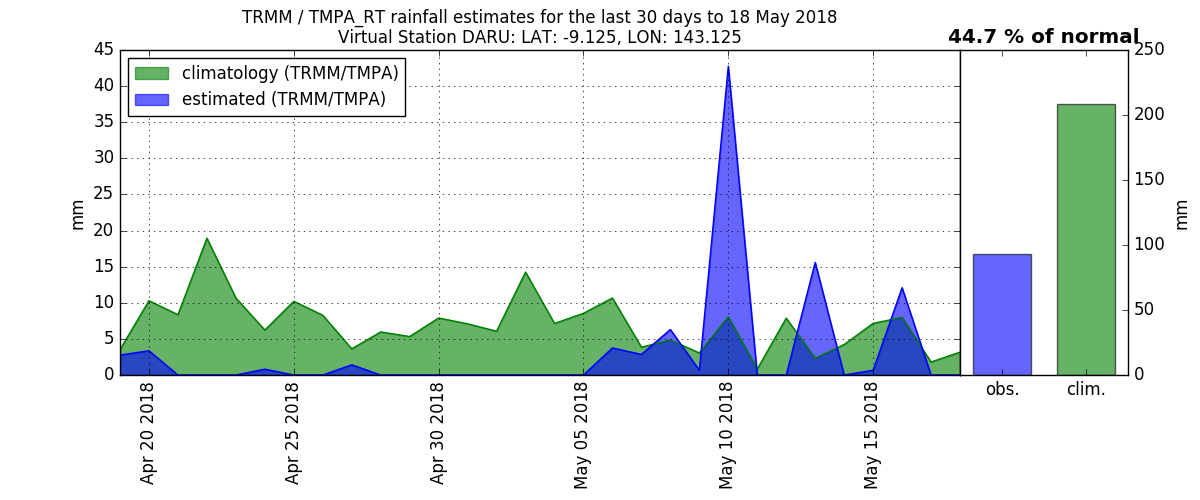 TRMM / TMPA_RT rainfall estimates for the last 30 days to 18 May 2018
Virtual Station DARU: LAT: -9.125, LON: 143.125
44.7 % of normal
climatology (TRMM/TMPA)
estimated (TRMM/TMPA)
45
40
35
30
25
20
15
10
5
0
mm
Apr 20 2018
Apr 25 2018
Apr 30 2018
May 05 2018
May 10 2018
May 15 2018
250
200
150
100
50
0
mm
obs.
clim.